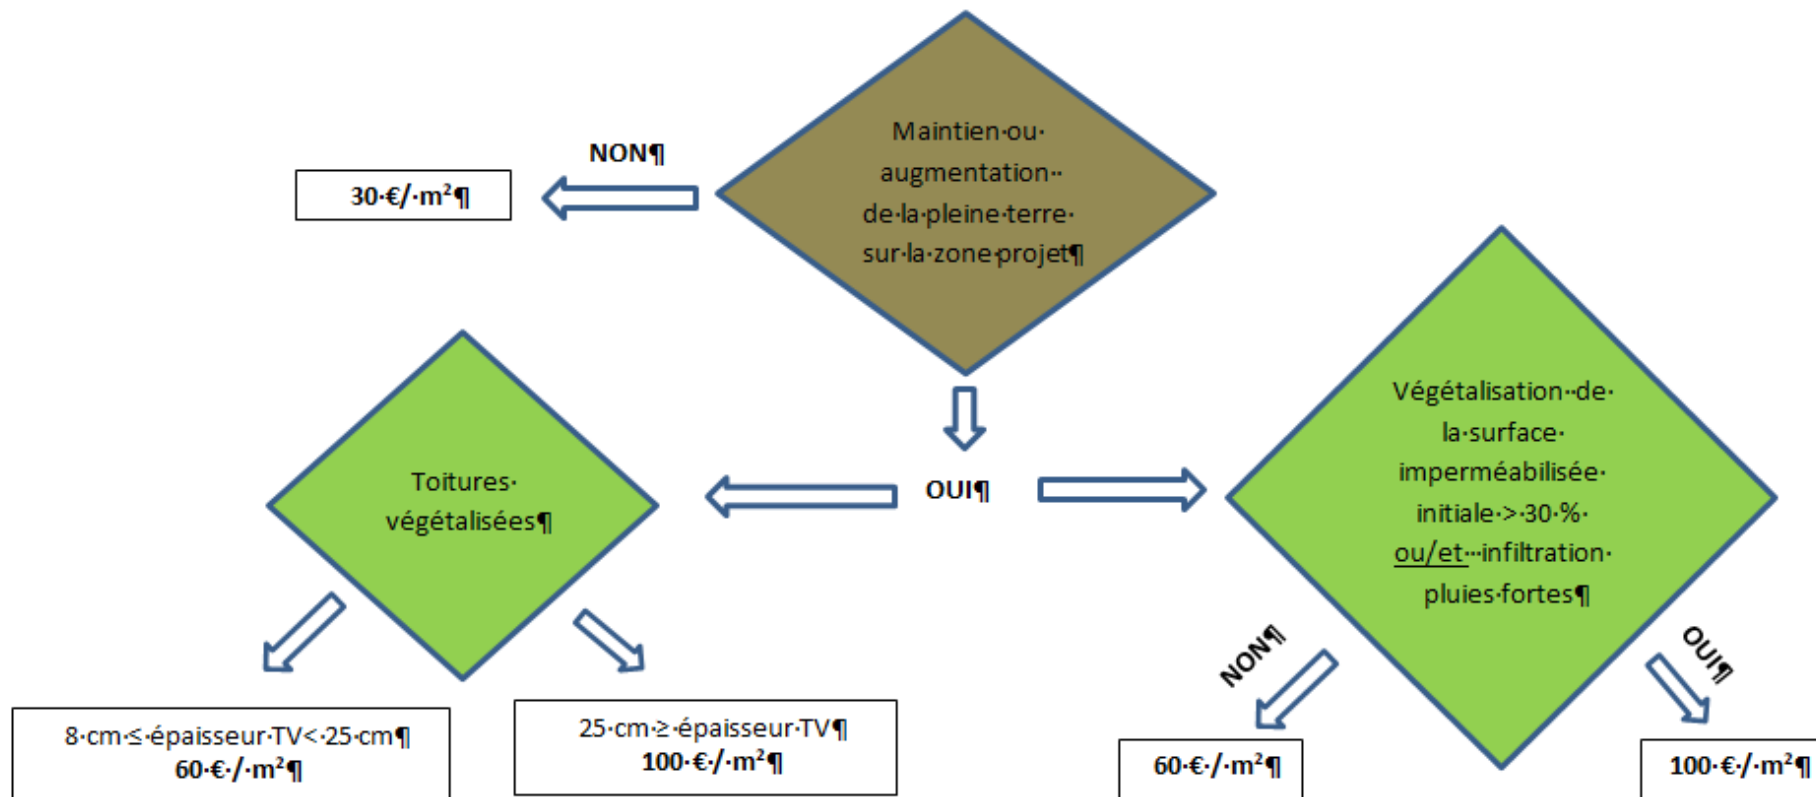 Maintien·ou·
augmentation··
de·la·pleine·terre·
sur·la·zone·projet¶
NON¶
30·€/·m²¶
OUI¶
Toitures·
végétalisées¶
8·cm·≤·épaisseur·TV<·25·cm¶
60·€·/·m²¶
25·cm·≥·épaisseur·TV¶
100·€·/·m²¶
Végétalisation··de·
la·surface·
imperméabilisée·
initiale·>·30·%·
ou/et···infiltration·
pluies·fortes¶
NON¶
60·€·/·m²¶
OUI¶
100·€·/·m²¶